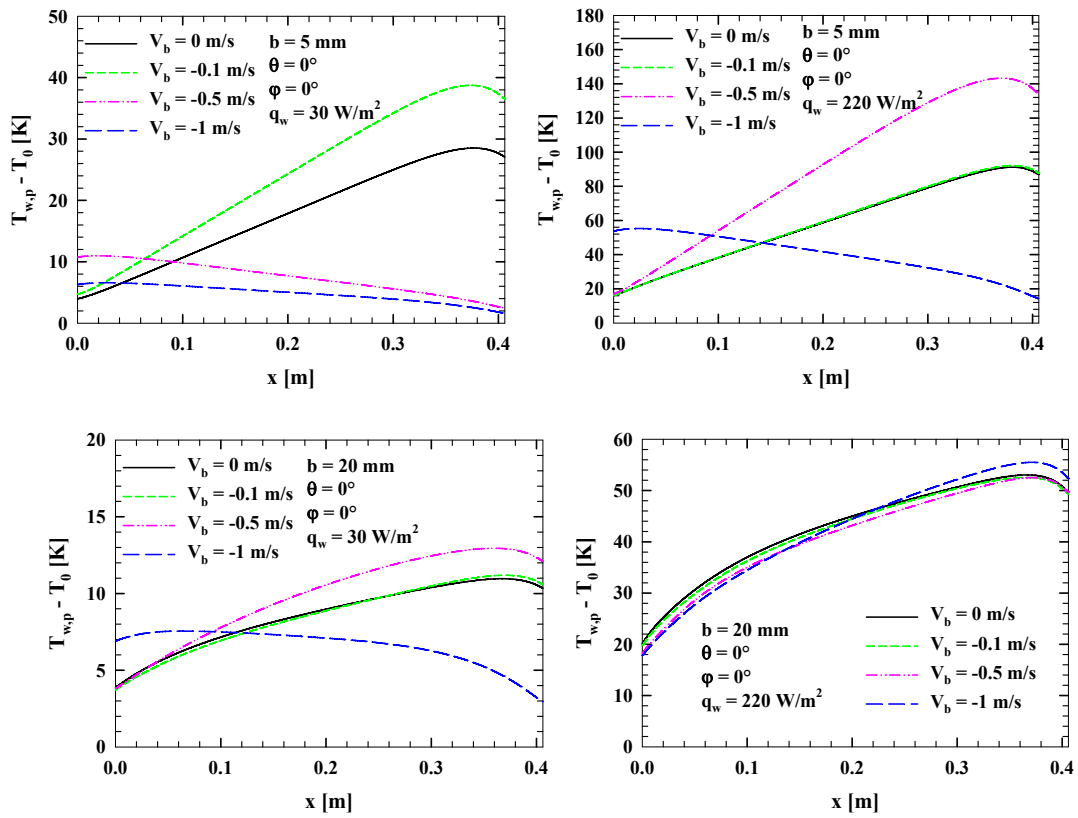 50
40
30
20
10
0
T_w,p - T_0 [K]
V_b = 0 m/s
V_b = -0.1 m/s
V_b = -0.5 m/s
V_b = -1 m/s
b = 5 mm
θ = 0°
φ = 0°
q_w = 30 W/m²
0.0 0.1 0.2 0.3 0.4
x [m]
180
160
140
120
100
80
60
40
20
0
T_w,p - T_0 [K]
V_b = 0 m/s
V_b = -0.1 m/s
V_b = -0.5 m/s
V_b = -1 m/s
b = 5 mm
θ = 0°
φ = 0°
q_w = 220 W/m²
0.0 0.1 0.2 0.3 0.4
x [m]
20
15
10
5
0
T_w,p - T_0 [K]
V_b = 0 m/s
V_b = -0.1 m/s
V_b = -0.5 m/s
V_b = -1 m/s
b = 20 mm
θ = 0°
φ = 0°
q_w = 30 W/m²
0.0 0.1 0.2 0.3 0.4
x [m]
60
50
40
30
20
10
0
T_w,p - T_0 [K]
b = 20 mm
θ = 0°
φ = 0°
q_w = 220 W/m²
V_b = 0 m/s
V_b = -0.1 m/s
V_b = -0.5 m/s
V_b = -1 m/s
0.0 0.1 0.2 0.3 0.4
x [m]